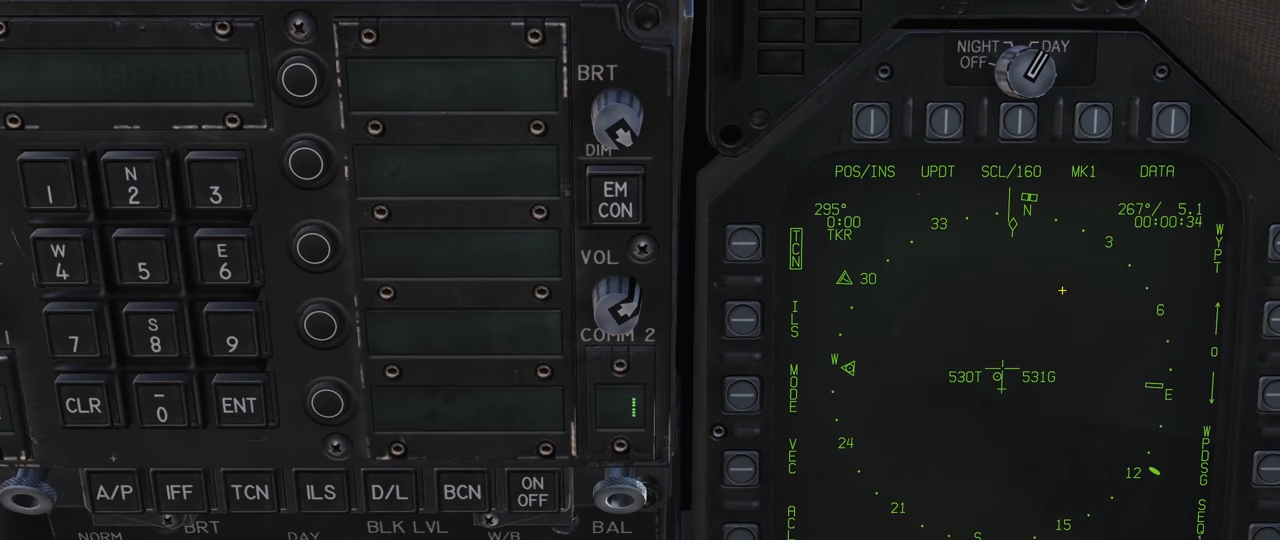 BRT
DIM
EM
CON
VOL
COMM 2
1
N
2
3
W
4
5
E
6
7
S
8
9
CLR
–
0
ENT
A/P
IFF
TCN
ILS
D/L
BCN
ON
OFF
NORM
BRT
DAY
BLK LVL
W/B
BAL
NIGHT
DAY
OFF
POS/INS UPDT SCL/160 MK1 DATA
295°
0:00
TKR
267°/ 5.1
00:00:34
33
N
3
30
6
W
E
24
12
21
15
S
530T
531G
TCN
ILS
MODE
VEC
ACL
WYPT
0
WPDSG